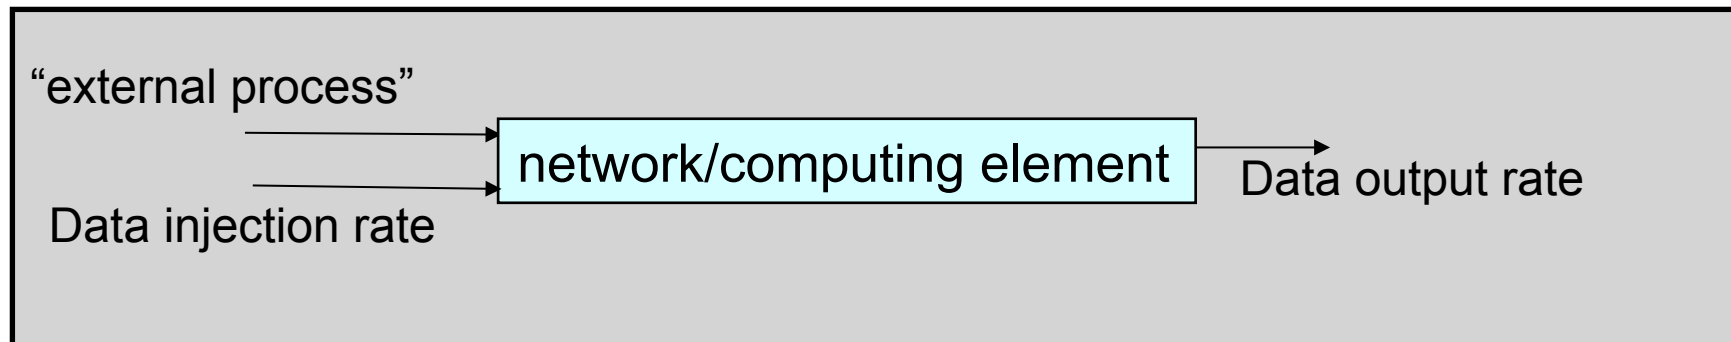 “external process”
network/computing element
Data output rate
Data injection rate